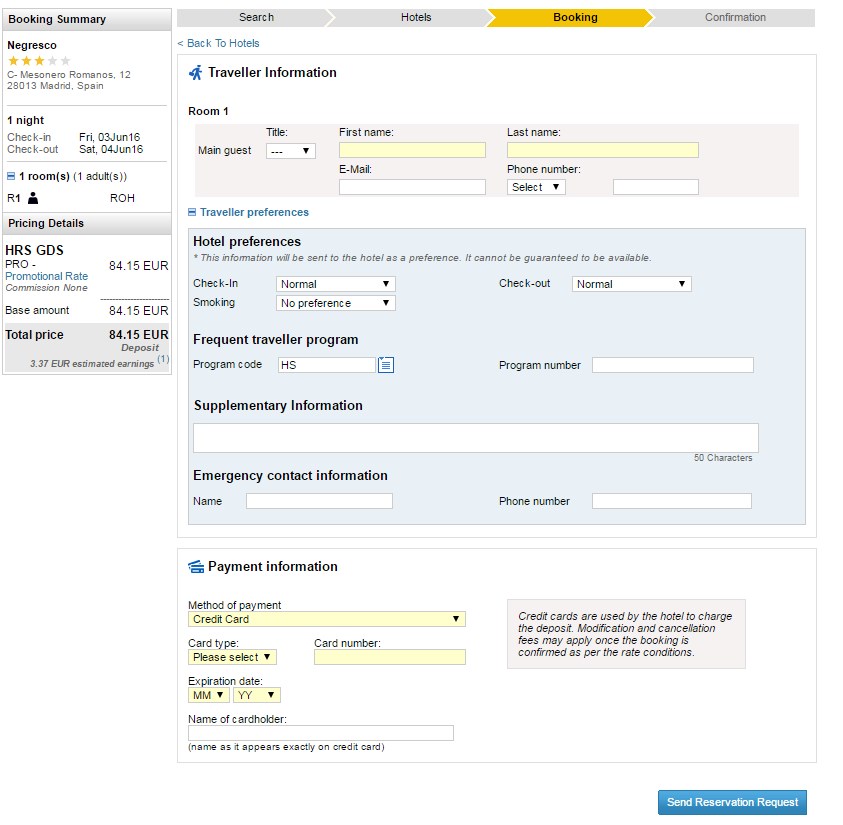 Booking Summary
Negresco
C- Mesonero Romanos, 12
28013 Madrid, Spain
1 night
Check-in Fri, 03Jun16
Check-out Sat, 04Jun16
1 room(s) (1 adult(s))
R1 ROH
Pricing Details
HRS GDS
PRO - 84.15 EUR
Promotional Rate
Commission None
Base amount 84.15 EUR
Total price 84.15 EUR
Deposit
3.37 EUR estimated earnings (1)
Search Hotels Booking Confirmation
< Back To Hotels
Traveller Information
Room 1
Title: First name: Last name:
Main guest --- 
E-Mail: Phone number:
Select
Traveller preferences
Hotel preferences
* This information will be sent to the hotel as a preference. It cannot be guaranteed to be available.
Check-In Normal Check-out Normal
Smoking No preference
Frequent traveller program
Program code HS Program number
Supplementary Information
50 Characters
Emergency contact information
Name Phone number
Payment information
Method of payment
Credit Card
Card type: Card number:
Please select
Expiration date:
MM YY
Name of cardholder:
(name as it appears exactly on credit card)
Credit cards are used by the hotel to charge
the deposit. Modification and cancellation
fees may apply once the booking is
confirmed as per the rate conditions.
Send Reservation Request